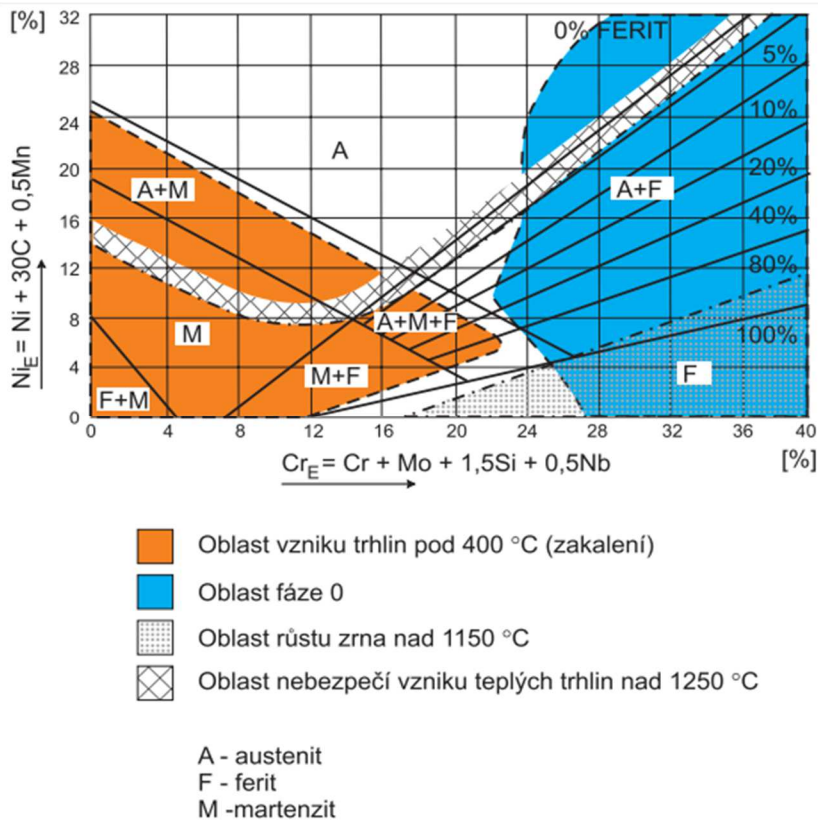 [%]
32
28
24
20
16
12
8
4
0
Ni_E = Ni + 30C + 0,5Mn
0% FERIT
5%
10%
20%
40%
80%
100%
A
A+M
A+F
M
A+M+F
M+F
F+M
F
0 4 8 12 16 20 24 28 32 36 40
Cr_E = Cr + Mo + 1,5Si + 0,5Nb
[%]
Oblast vzniku trhlin pod 400 °C (zakalení)
Oblast fáze 0
Oblast růstu zrna nad 1150 °C
Oblast nebezpečí vzniku teplých trhlin nad 1250 °C
A - austenit
F - ferit
M -martenzit